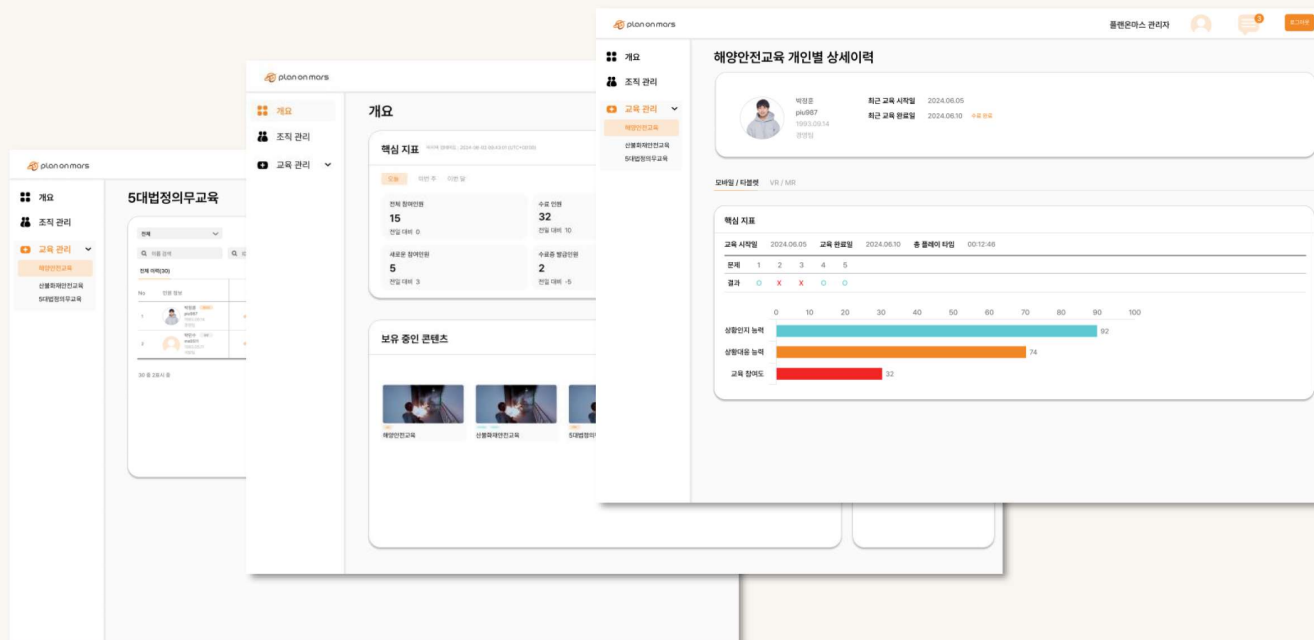 plan on mars
개요
조직 관리
교육 관리
해양안전교육
산불화재안전교육
5대법정의무교육
5대법정의무교육
전체
이름 검색
전체 이력(30)
No 인원 정보
piu987
30 중 2표시 중
plan on mars
개요
조직 관리
교육 관리
개요
핵심 지표
오늘 이번 주 이번 달
전체 참여인원
15
전일 대비 0
수료 인원
32
전일 대비 10
새로운 참여인원
5
전일 대비 3
수료증 발급인원
2
전일 대비 -5
보유 중인 콘텐츠
해양안전교육
산불화재안전교육
plan on mars
플랜온마스 관리자
3
로그아웃
개요
조직 관리
교육 관리
해양안전교육
산불화재안전교육
5대법정의무교육
해양안전교육 개인별 상세이력
박정훈
piu987
1993.09.14
경영팀
최근 교육 시작일 2024.06.05
최근 교육 완료일 2024.06.10 수료 완료
모바일 / 타블렛 VR / MR
핵심 지표
교육 시작일 2024.06.05 교육 완료일 2024.06.10 총 플레이 타임 00:12:46
문제 1 2 3 4 5
결과 O X X O O
0 10 20 30 40 50 60 70 80 90 100
상황인지 능력 92
상황대응 능력 74
교육 참여도 32